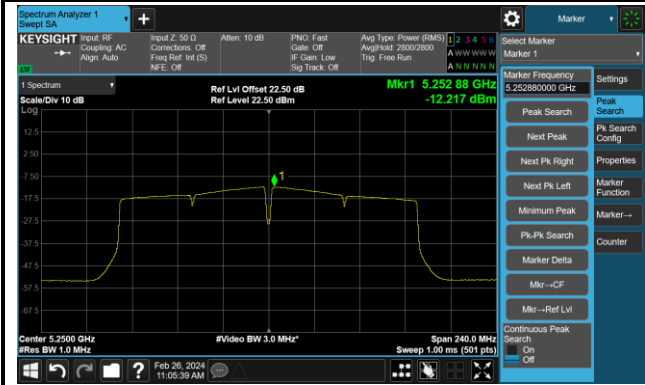 Spectrum Analyzer 1
Swept SA
Marker
KEYSIGHT
Input: RF
Coupling: AC
Align: Auto
Input Z: 50 Ω
Corrections: Off
Freq Ref: Int (S)
NFE: Off
Atten: 10 dB
PNO: Fast
Gate: Off
IF Gain: Low
Sig Track: Off
Avg Type: Power (RMS)
Avg|Hold: 2800/2800
Trig: Free Run
1 2 3 4 5 6
A W W W W W
A N N N N N
Select Marker
Marker 1
1 Spectrum
Scale/Div 10 dB
Log
Ref Lvl Offset 22.50 dB
Ref Level 22.50 dBm
Mkr1 5.252 88 GHz
-12.217 dBm
12.5
2.50
-7.50
-17.5
-27.5
-37.5
-47.5
-57.5
-67.5
1
Center 5.2500 GHz
#Res BW 1.0 MHz
#Video BW 3.0 MHz*
Span 240.0 MHz
Sweep 1.00 ms (501 pts)
Marker Frequency
5.252880000 GHz
Peak Search
Next Peak
Next Pk Right
Next Pk Left
Minimum Peak
Pk-Pk Search
Marker Delta
Mkr→CF
Mkr→Ref Lvl
Continuous Peak
Search
On
Off
Settings
Peak
Search
Pk Search
Config
Properties
Marker
Function
Marker→
Counter
Feb 26, 2024
11:05:39 AM